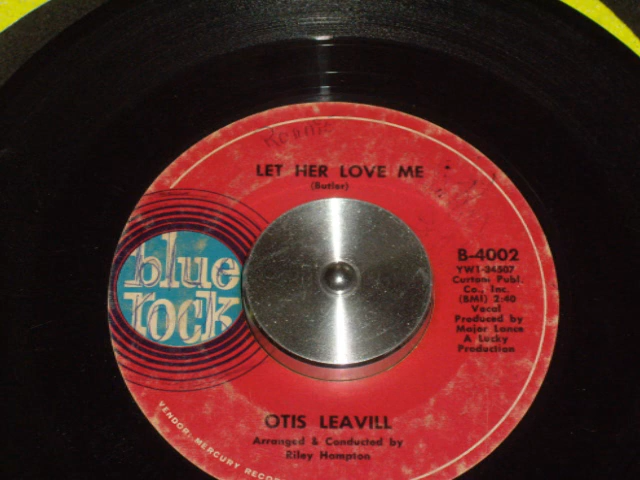 LET HER LOVE ME
(Butler)
blue
rock
B-4002
YW1-34507
Curtom Publ.
Co., Inc.
(BMI) 2:40
Vocal
Produced by
Major Lance
A Lucky
Production
OTIS LEAVILL
Arranged & Conducted by
Riley Hampton
VENDOR: MERCURY RECOR